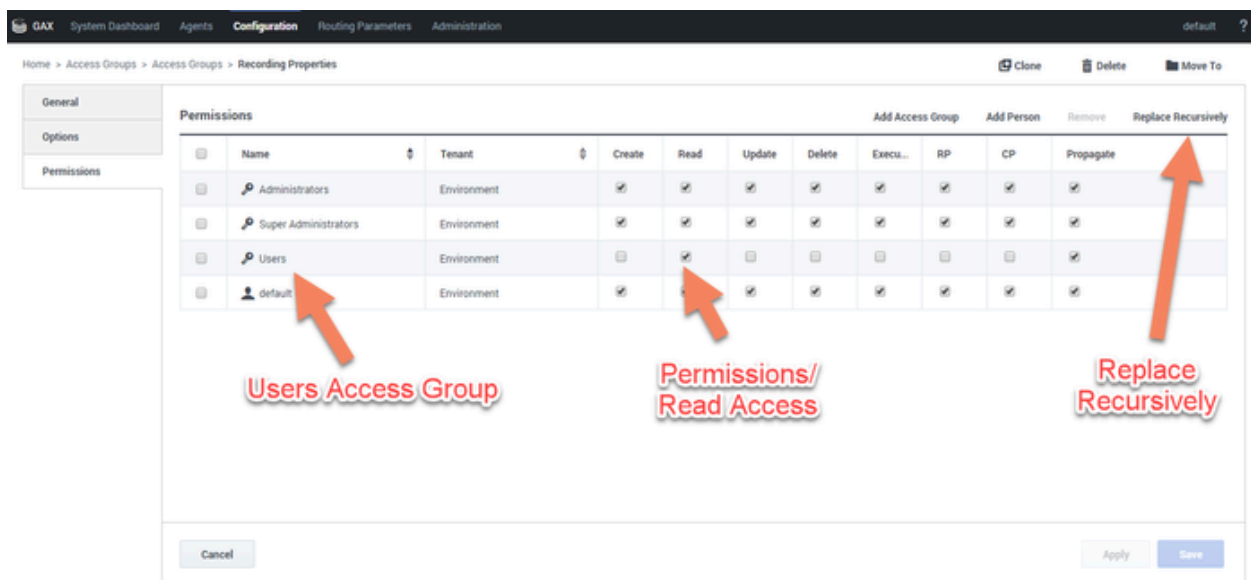 GAX System Dashboard Agents Configuration Routing Parameters Administration default ?
Home > Access Groups > Access Groups > Recording Properties Clone Delete Move To
General
Options
Permissions
Permissions Add Access Group Add Person Remove Replace Recursively
Name Tenant Create Read Update Delete Execu... RP CP Propagate
Administrators Environment
Super Administrators Environment
Users Environment
default Environment
Users Access Group
Permissions/
Read Access
Replace
Recursively
Cancel Apply Save